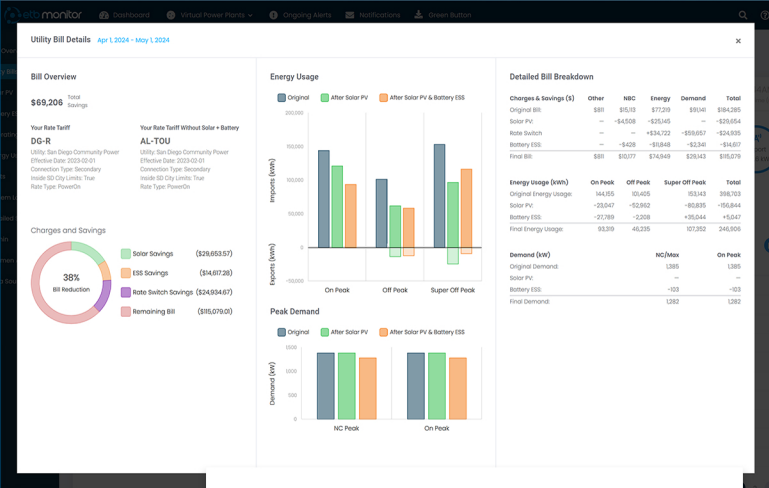 etb monitor
Dashboard
Virtual Power Plants
Ongoing Alerts
Notifications
Green Button
Utility Bill Details
Apr 1, 2024 - May 1, 2024
×
Bill Overview
$69,206
Total
Savings
Your Rate Tariff
DG-R
Utility: San Diego Community Power
Effective Date: 2023-02-01
Connection Type: Secondary
Inside SD City Limits: True
Rate Type: PowerOn
Your Rate Tariff Without Solar + Battery
AL-TOU
Utility: San Diego Community Power
Effective Date: 2023-02-01
Connection Type: Secondary
Inside SD City Limits: True
Rate Type: PowerOn
Charges and Savings
38%
Bill Reduction
Solar Savings ($29,653.57)
ESS Savings ($14,617.28)
Rate Switch Savings ($24,934.67)
Remaining Bill ($115,079.01)
Energy Usage
Original
After Solar PV
After Solar PV & Battery ESS
Imports (kWh)
Exports (kWh)
200,000
150,000
100,000
50,000
0
-50,000
On Peak
Off Peak
Super Off Peak
Peak Demand
Original
After Solar PV
After Solar PV & Battery ESS
Demand (kW)
1500
1000
500
0
NC Peak
On Peak
Detailed Bill Breakdown
Charges & Savings ($) Other NBC Energy Demand Total
Original Bill: $811 $15,113 $77,219 $91,141 $184,285
Solar PV: — -$4,508 -$25,145 — -$29,654
Rate Switch — — +$34,722 -$59,657 -$24,935
Battery ESS: — -$428 -$11,848 -$2,341 -$14,617
Final Bill: $811 $10,177 $74,949 $29,143 $115,079
Energy Usage (kWh) On Peak Off Peak Super Off Peak Total
Original Energy Usage: 144,155 101,405 153,143 398,703
Solar PV: -23,047 -52,962 -80,835 -156,844
Battery ESS: -27,789 -2,208 +35,044 +5,047
Final Energy Usage: 93,319 46,235 107,352 246,906
Demand (kW) NC/Max On Peak
Original Demand: 1,385 1,385
Solar PV: — —
Battery ESS: -103 -103
Final Demand: 1,282 1,282